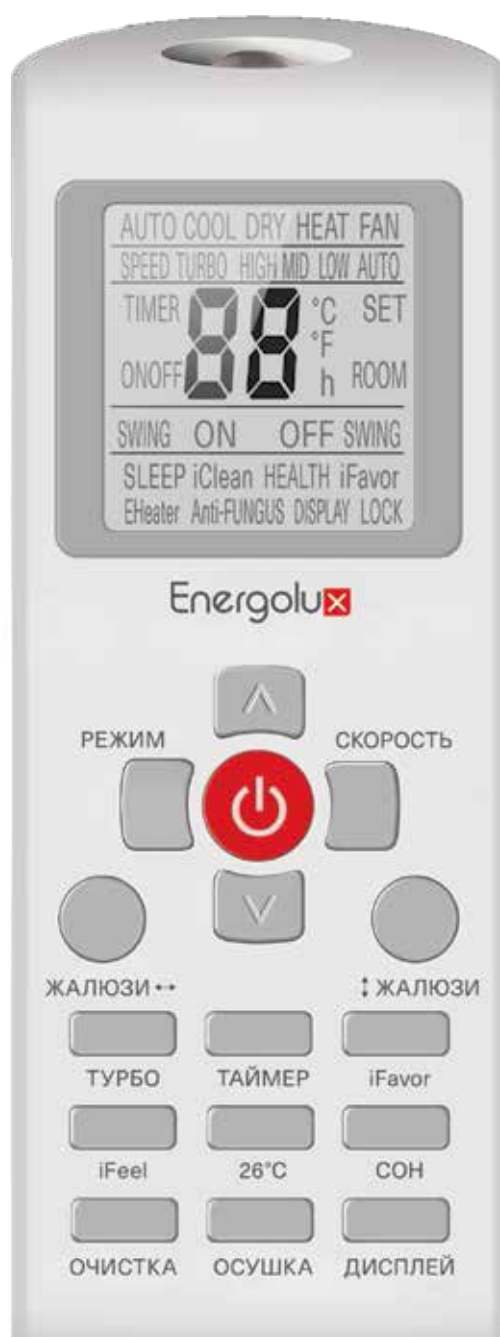 AUTO COOL DRY HEAT FAN
SPEED TURBO HIGH MID LOW AUTO
TIMER 88 °C SET
°F
ONOFF h ROOM
SWING ON OFF SWING
SLEEP iClean HEALTH iFavor
EHeater Anti-FUNGUS DISPLAY LOCK
Energolux
РЕЖИМ СКОРОСТЬ
ЖАЛЮЗИ ↔ ↕ ЖАЛЮЗИ
ТУРБО ТАЙМЕР iFavor
iFeel 26°C СОН
ОЧИСТКА ОСУШКА ДИСПЛЕЙ